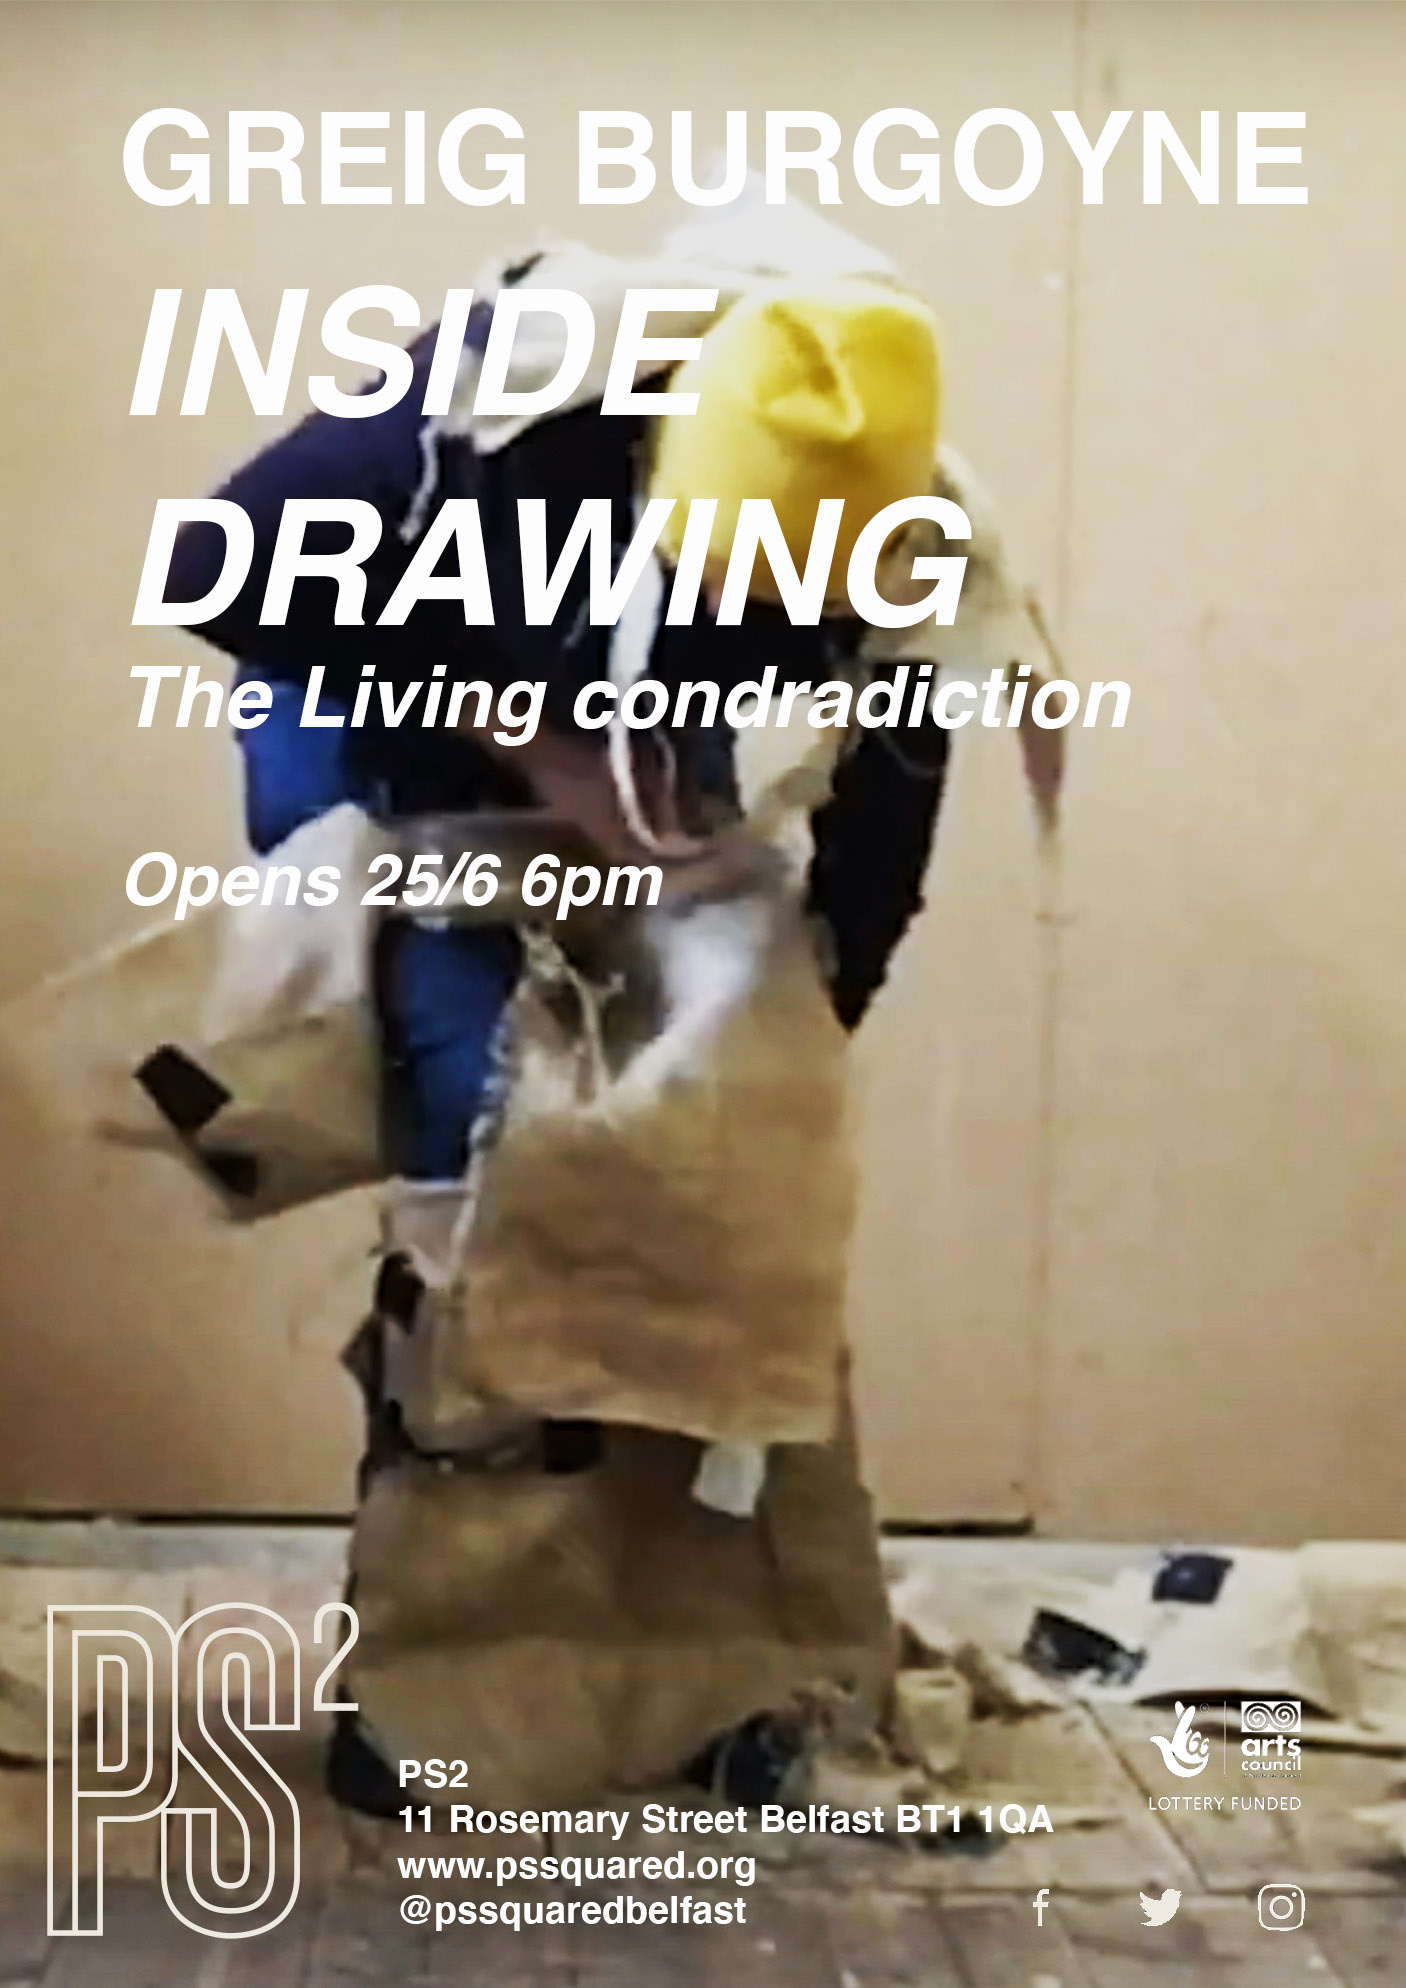 GREIG BURGOYNE
INSIDE
DRAWING
The Living condradiction
Opens 25/6 6pm
PS2
PS2
11 Rosemary Street Belfast BT1 1QA
www.pssquared.org
@pssquaredbelfast
arts
council
LOTTERY FUNDED